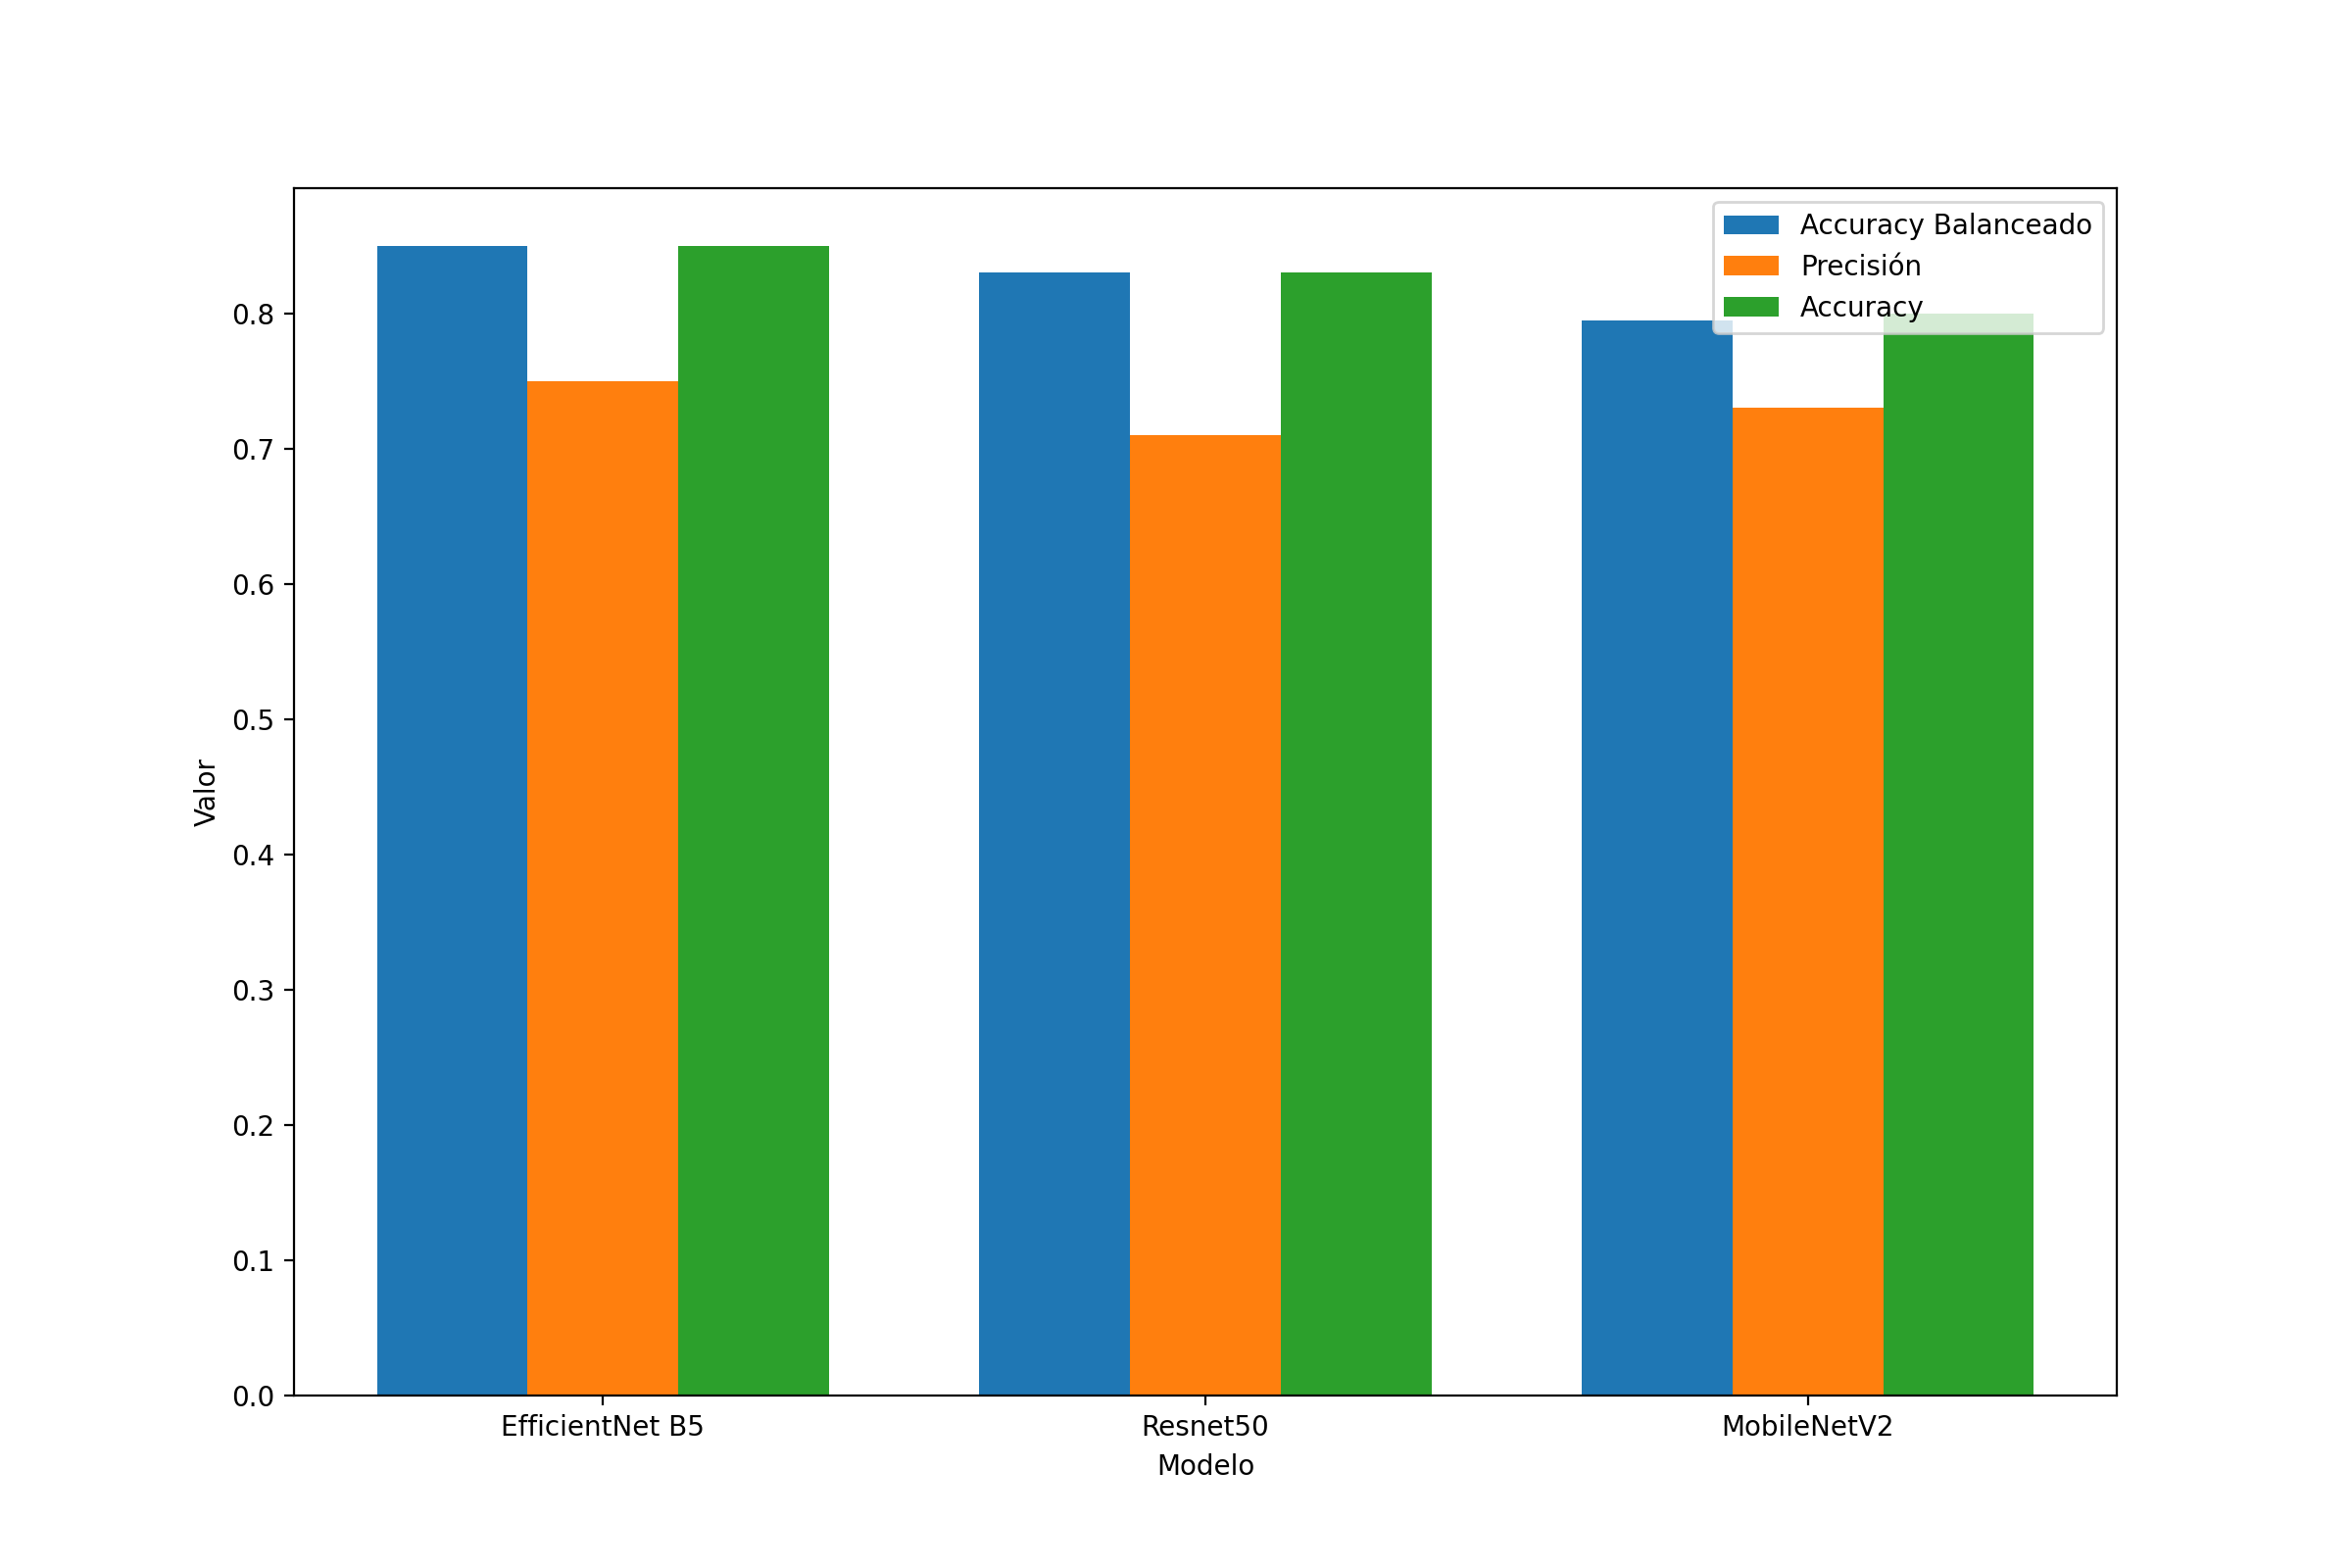 Accuracy Balanceado
Precisión
Accuracy
0.8
0.7
0.6
0.5
0.4
0.3
0.2
0.1
0.0
Valor
EfficientNet B5
Resnet50
MobileNetV2
Modelo